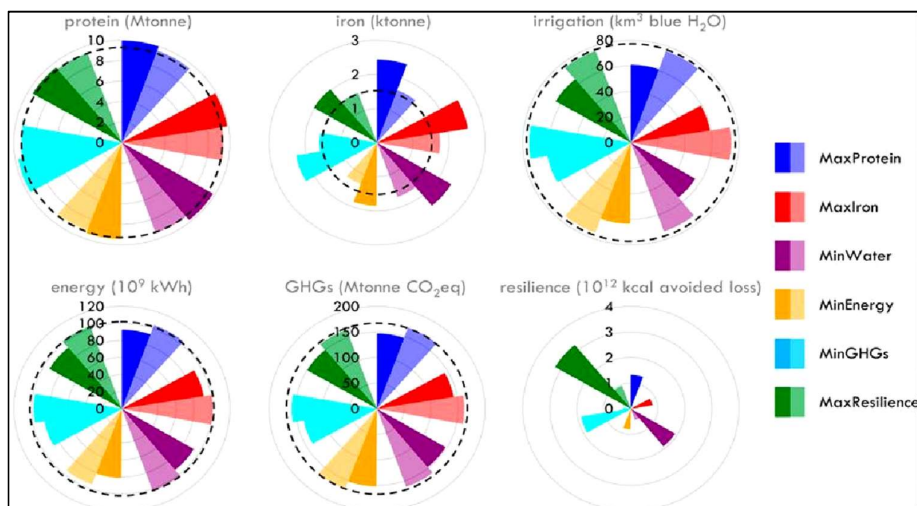 protein (Mtonne)
10
8
6
4
2
0
iron (ktonne)
3
2
1
0
irrigation (km³ blue H₂O)
80
60
40
20
0
MaxProtein
MaxIron
MinWater
MinEnergy
MinGHGs
MaxResilience
energy (10⁹ kWh)
120
100
80
60
40
20
0
GHGs (Mtonne CO₂eq)
200
150
100
50
0
resilience (10¹² kcal avoided loss)
4
3
2
1
0